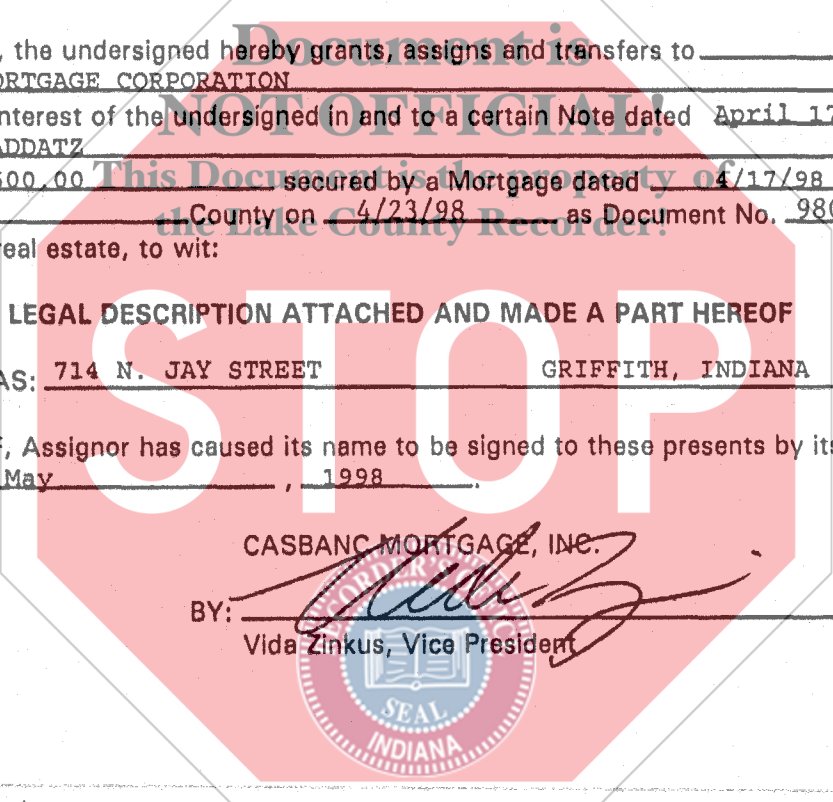 Document is
, the undersigned hereby grants, assigns and transfers to
ORTGAGE CORPORATION
NOT OFFICIAL!
nterest of the undersigned in and to a certain Note dated April 17
ADDATZ
This Document is the property of
500.00 secured by a Mortgage dated 4/17/98
the Lake County Recorder!
County on 4/23/98 as Document No. 980
real estate, to wit:
LEGAL DESCRIPTION ATTACHED AND MADE A PART HEREOF
STOP
AS: 714 N. JAY STREET GRIFFITH, INDIANA
, Assignor has caused its name to be signed to these presents by its
May , 1998 .
CASBANC MORTGAGE, INC.
BY:
Vida Zinkus, Vice President
RECORDER'S OFFICE
SEAL
INDIANA